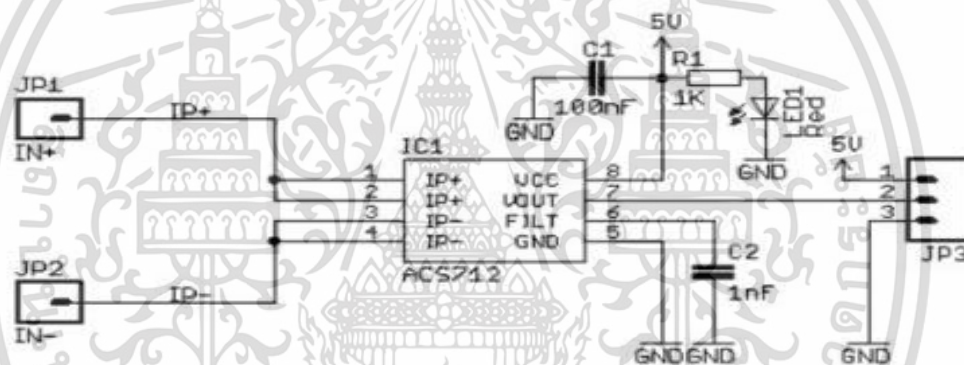 5V
C1
R1
100nF
1K
LED1
Red
GND
GND
JP1
IP+
IN+
IC1
5V
1
IP+
VCC
8
1
2
IP+
VOUT
7
2
3
IP-
FILT
6
3
4
IP-
GND
5
JP3
ACS712
C2
1nF
JP2
IP-
IN-
GND
GND
GND